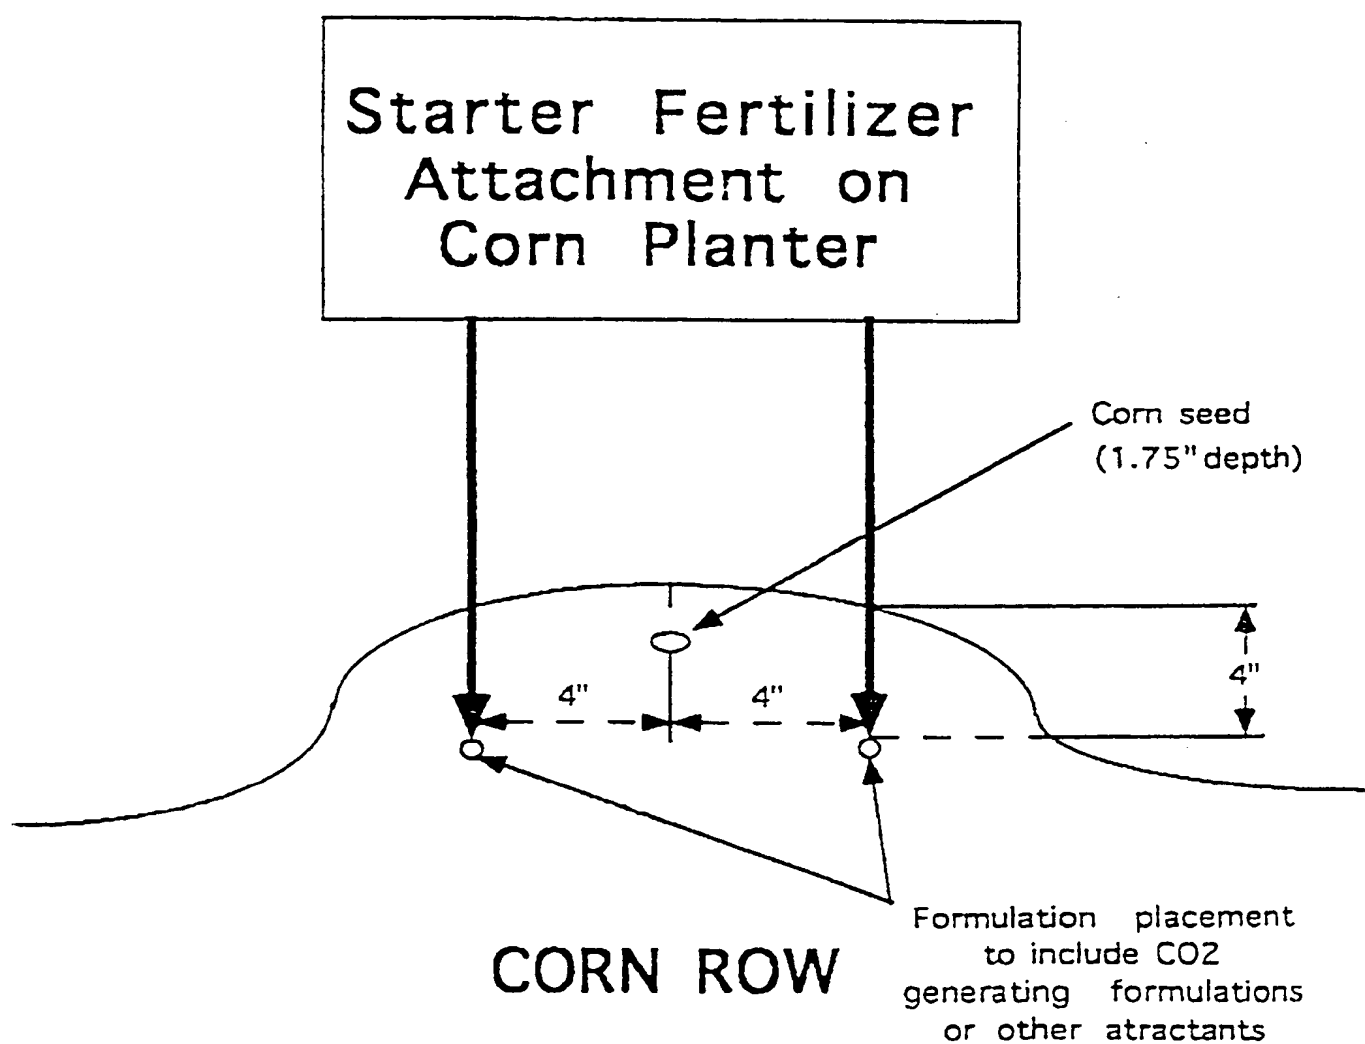 Starter Fertilizer
Attachment on
Corn Planter
Corn seed
(1.75" depth)
4"
4"
4"
Formulation placement
to include CO2
generating formulations
or other atractants
CORN ROW